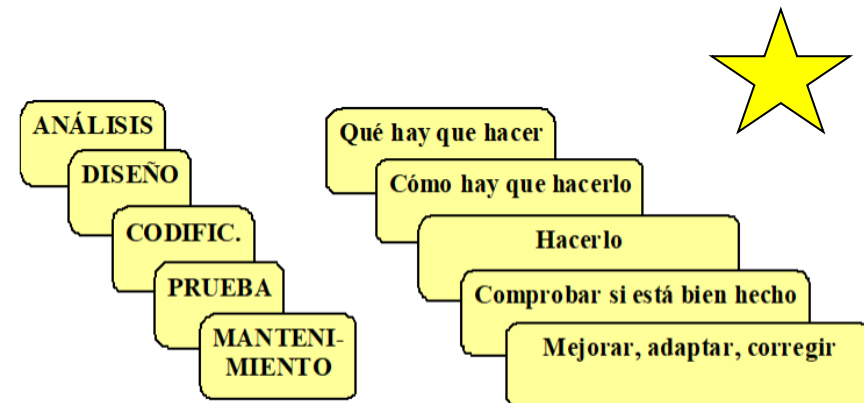 ANÁLISIS
DISEÑO
CODIFIC.
PRUEBA
MANTENI-
MIENTO
Qué hay que hacer
Cómo hay que hacerlo
Hacerlo
Comprobar si está bien hecho
Mejorar, adaptar, corregir